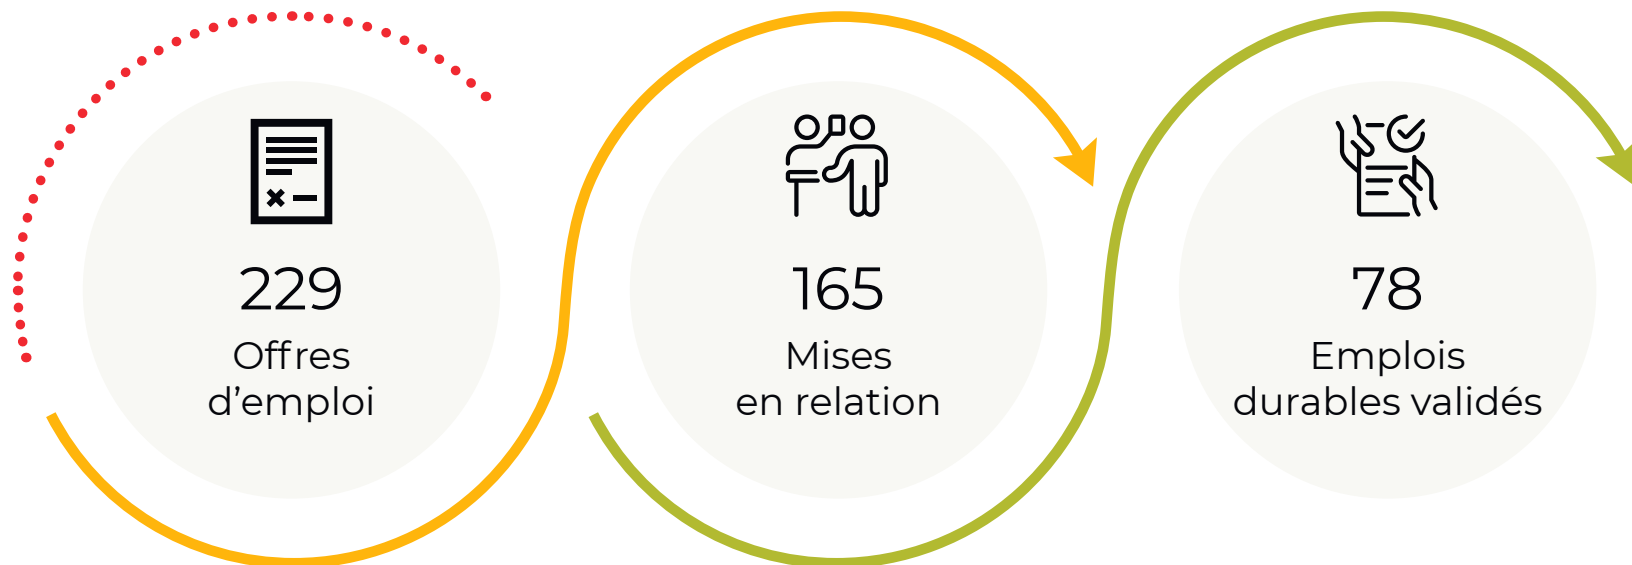 229
Offres
d’emploi
165
Mises
en relation
78
Emplois
durables validés